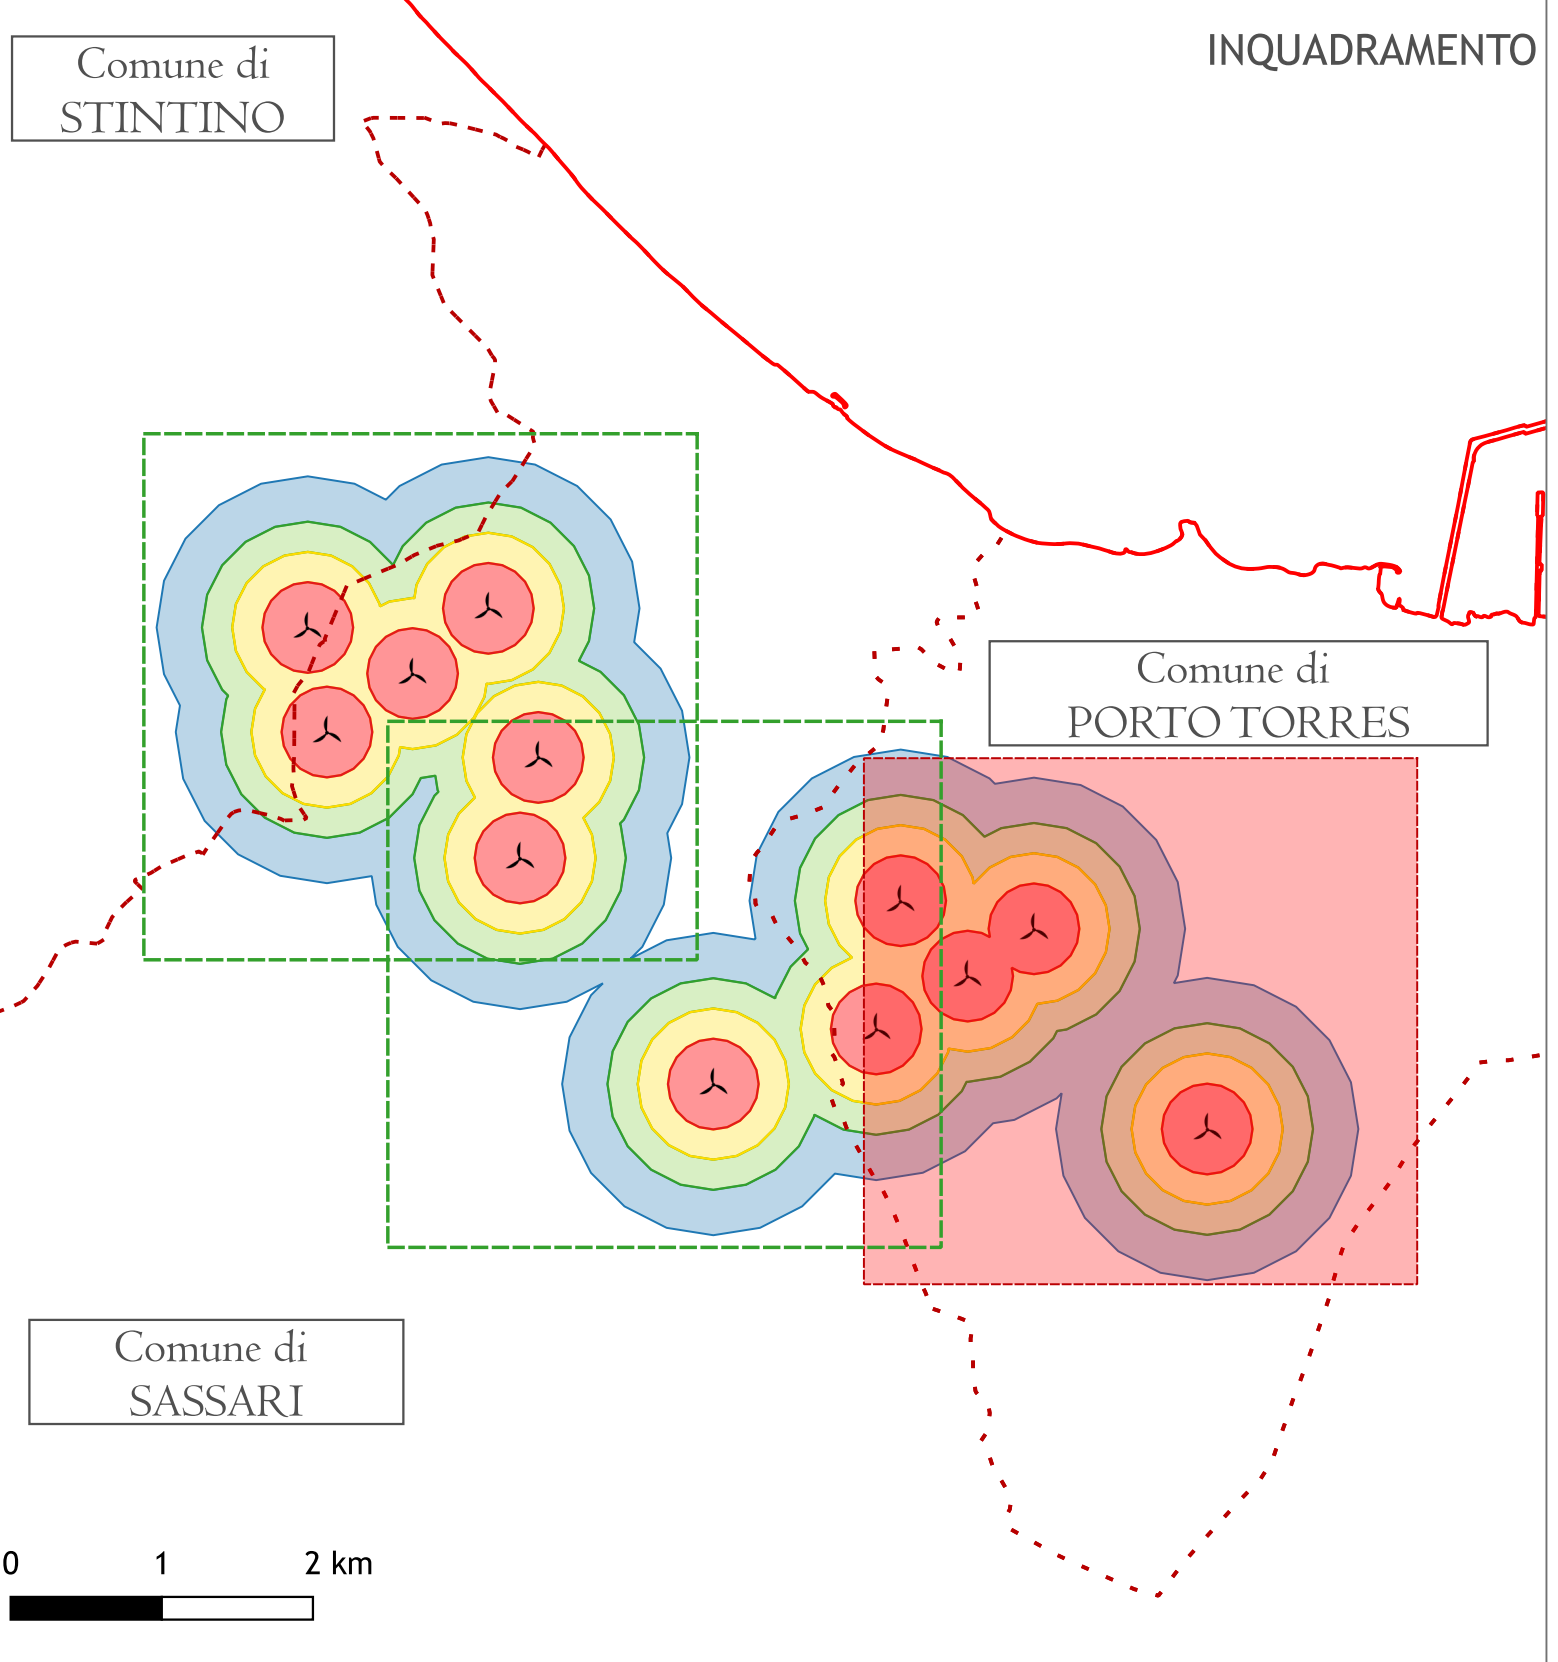 INQUADRAMENTO
Comune di
STINTINO
Comune di
PORTO TORRES
Comune di
SASSARI
0 1 2 km